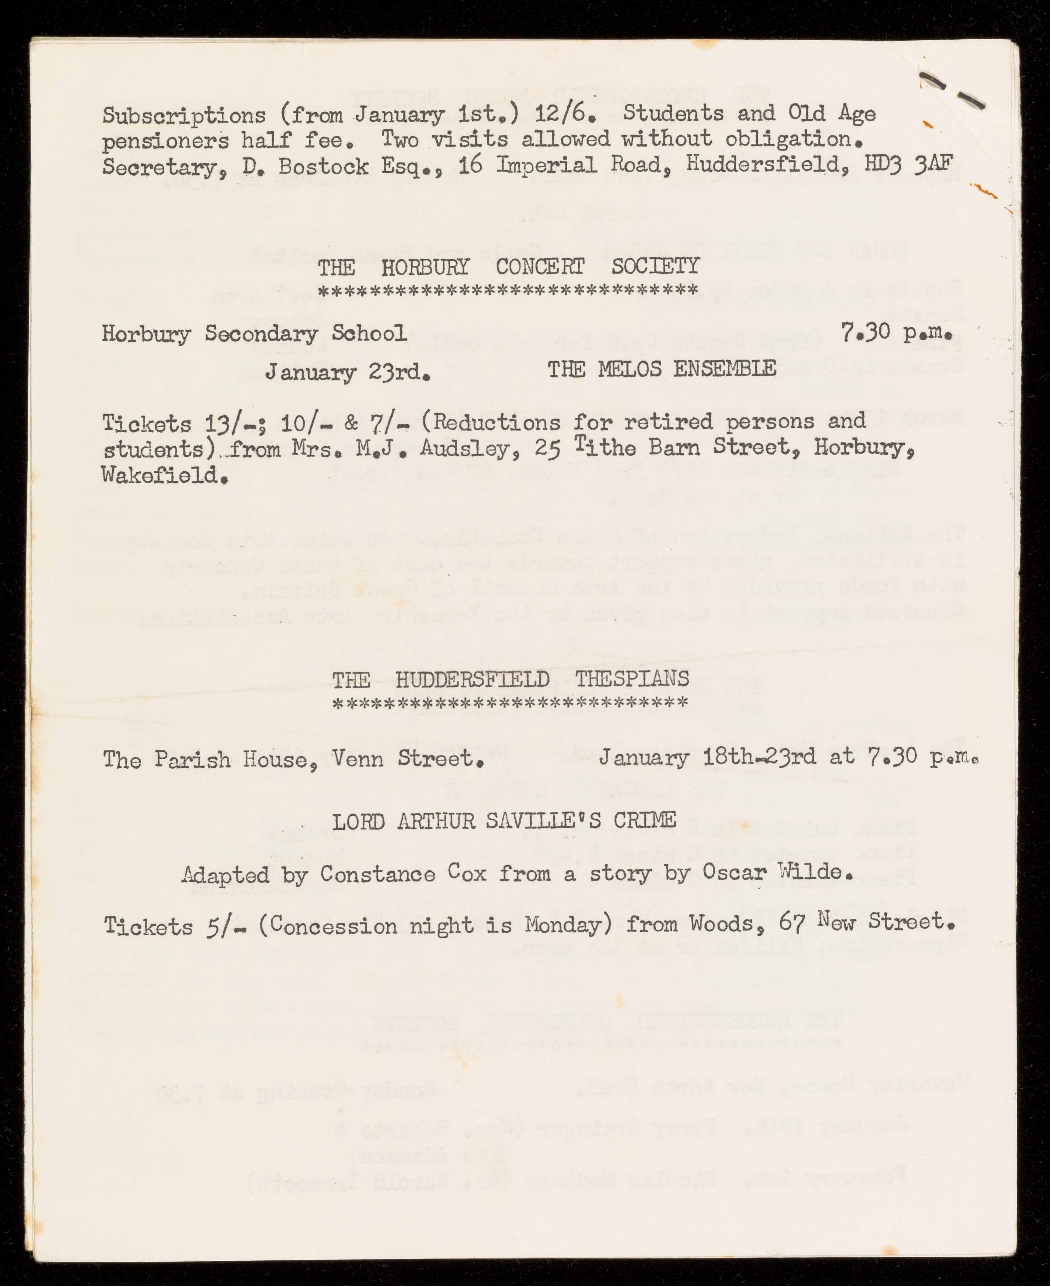 Subscriptions (from January 1st.) 12/6. Students and Old Age
pensioners half fee. Two visits allowed without obligation.
Secretary, D. Bostock Esq., 16 Imperial Road, Huddersfield, HD3 3AF
THE HORBURY CONCERT SOCIETY
******************************
Horbury Secondary School 7.30 p.m.
January 23rd. THE MELOS ENSEMBLE
Tickets 13/-; 10/- & 7/- (Reductions for retired persons and
students) from Mrs. M.J. Audsley, 25 Tithe Barn Street, Horbury,
Wakefield.
THE HUDDERSFIELD THESPIANS
****************************
The Parish House, Venn Street. January 18th-23rd at 7.30 p.m.
LORD ARTHUR SAVILLE'S CRIME
Adapted by Constance Cox from a story by Oscar Wilde.
Tickets 5/- (Concession night is Monday) from Woods, 67 New Street.